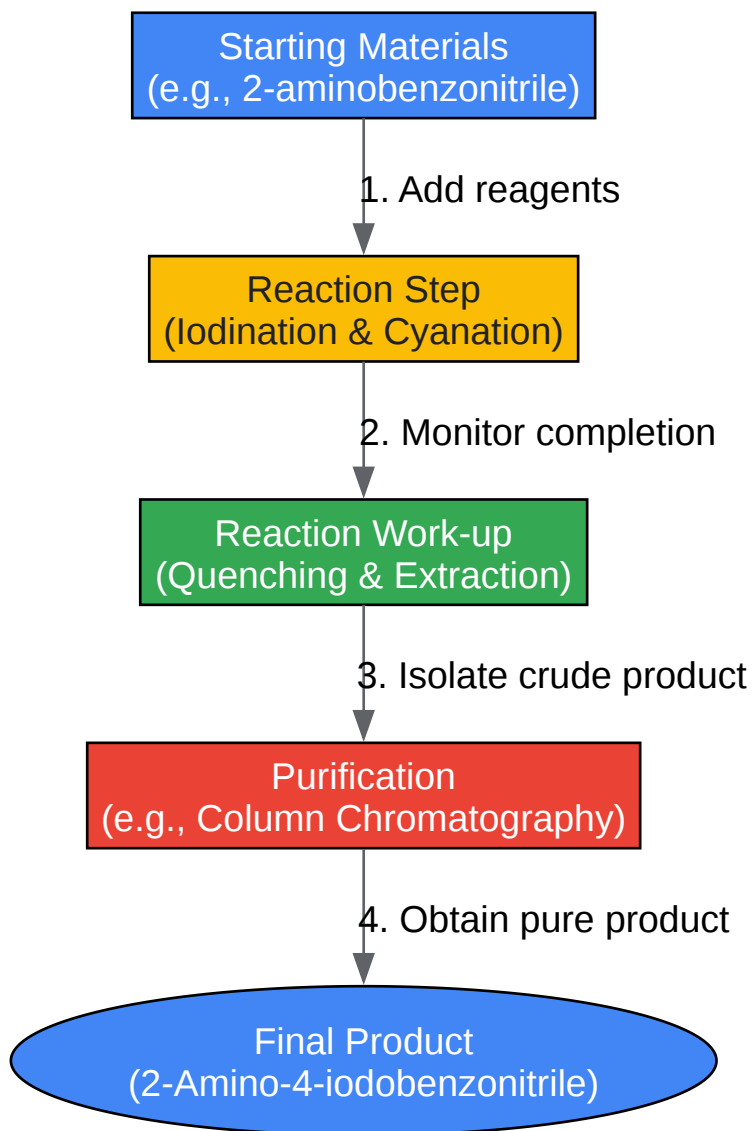 Starting Materials
(e.g., 2-aminobenzonitrile)
1. Add reagents
Reaction Step
(Iodination & Cyanation)
2. Monitor completion
Reaction Work-up
(Quenching & Extraction)
3. Isolate crude product
Purification
(e.g., Column Chromatography)
4. Obtain pure product
Final Product
(2-Amino-4-iodobenzonitrile)